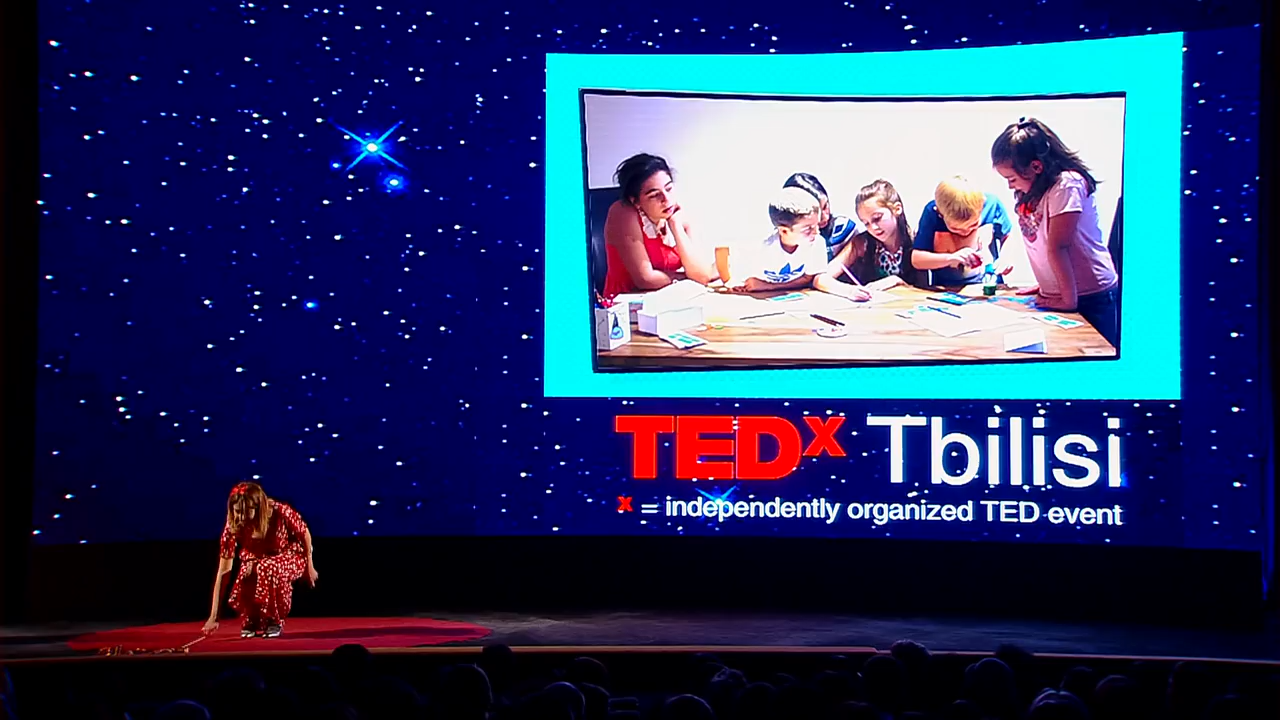 TEDx Tbilisi
x = independently organized TED event